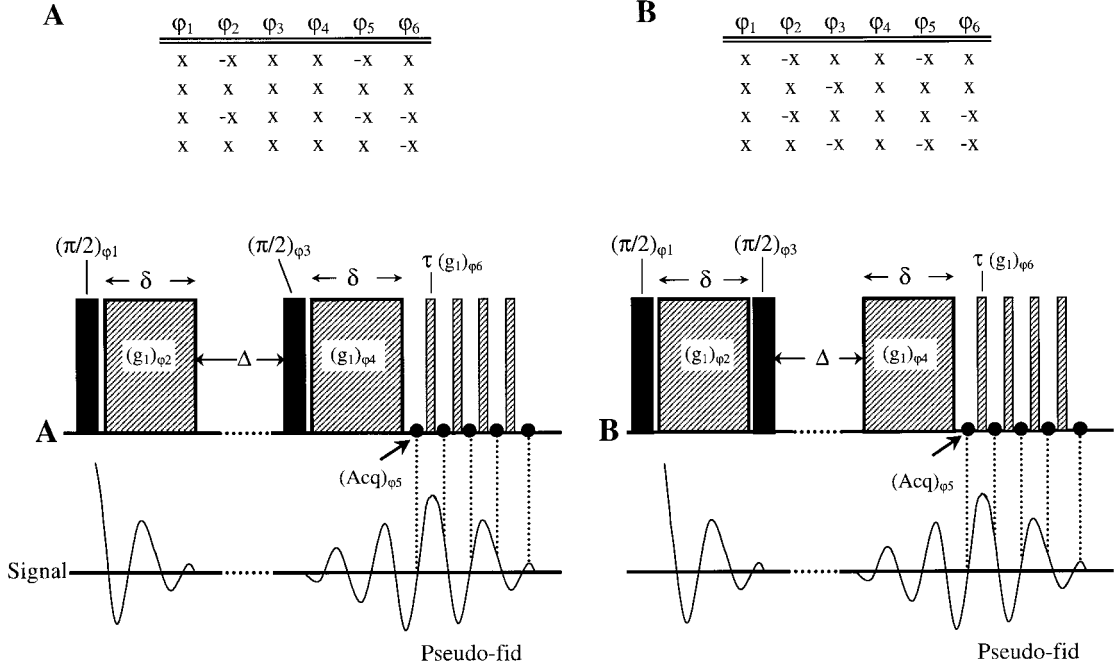 A
φ1 φ2 φ3 φ4 φ5 φ6
x -x x x -x x
x x x x x x
x -x x x -x -x
x x x x x -x
B
φ1 φ2 φ3 φ4 φ5 φ6
x -x x x -x x
x x -x x x x
x -x x x x -x
x x -x x -x -x
(π/2)φ1
(π/2)φ3
δ
δ
τ (g1)φ6
(g1)φ2
Δ
(g1)φ4
A
(Acq)φ5
Signal
Pseudo-fid
(π/2)φ1
(π/2)φ3
δ
δ
τ (g1)φ6
(g1)φ2
Δ
(g1)φ4
B
(Acq)φ5
Pseudo-fid